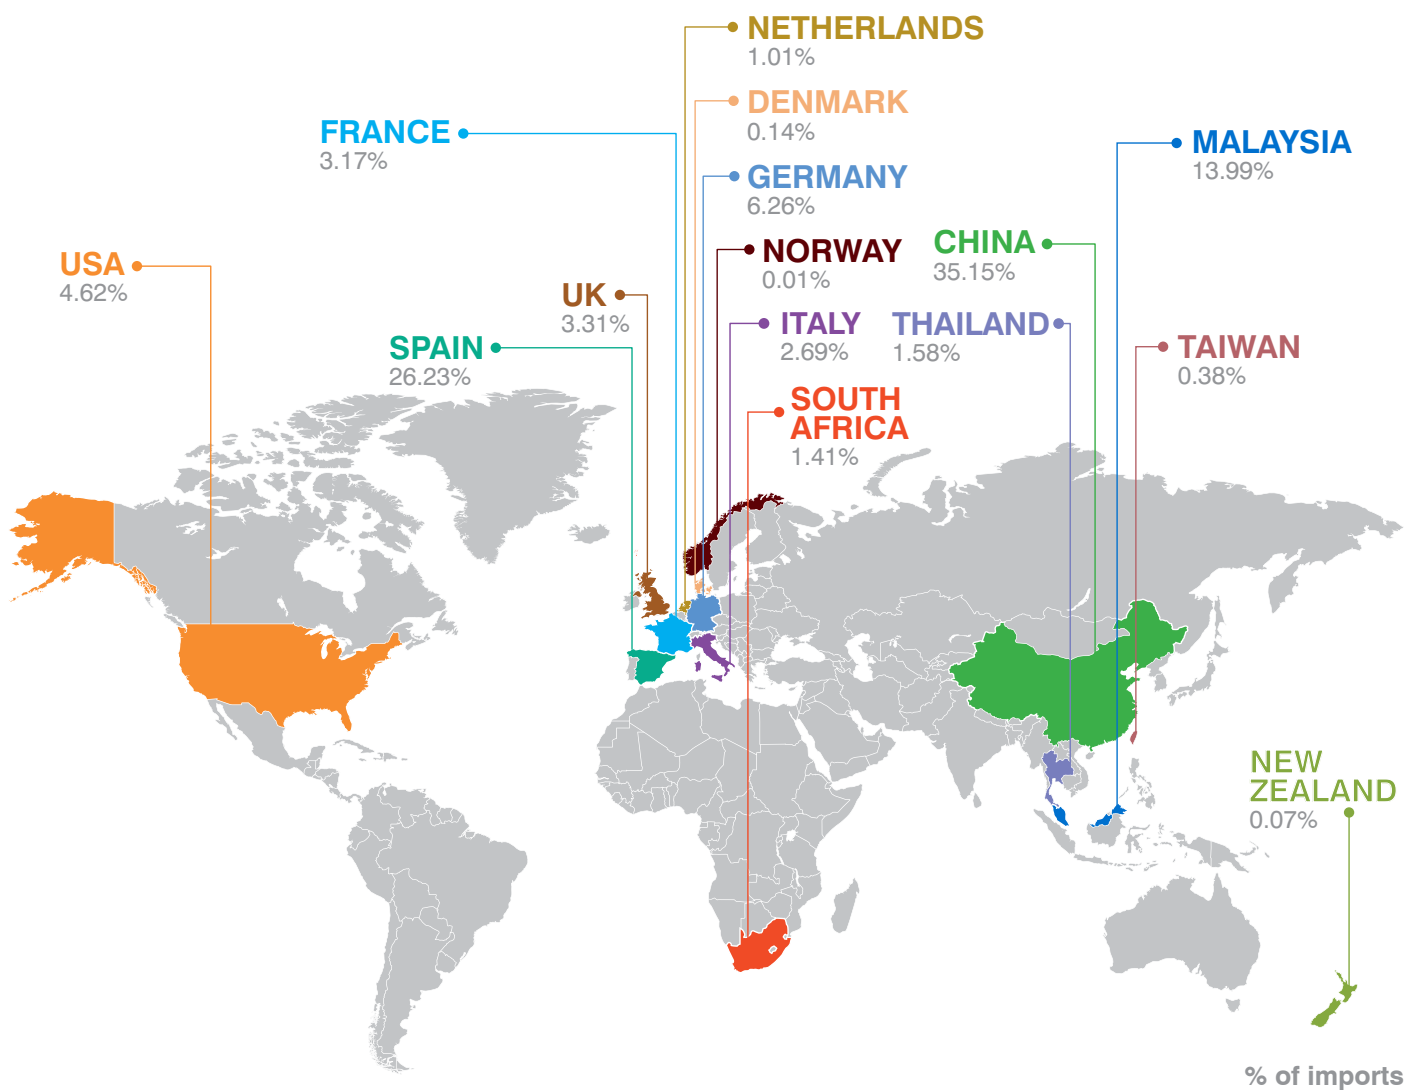 NETHERLANDS
1.01%
DENMARK
0.14%
FRANCE
3.17%
MALAYSIA
13.99%
GERMANY
6.26%
NORWAY
0.01%
CHINA
35.15%
USA
4.62%
UK
3.31%
ITALY
2.69%
THAILAND
1.58%
SPAIN
26.23%
TAIWAN
0.38%
SOUTH
AFRICA
1.41%
NEW
ZEALAND
0.07%
% of imports